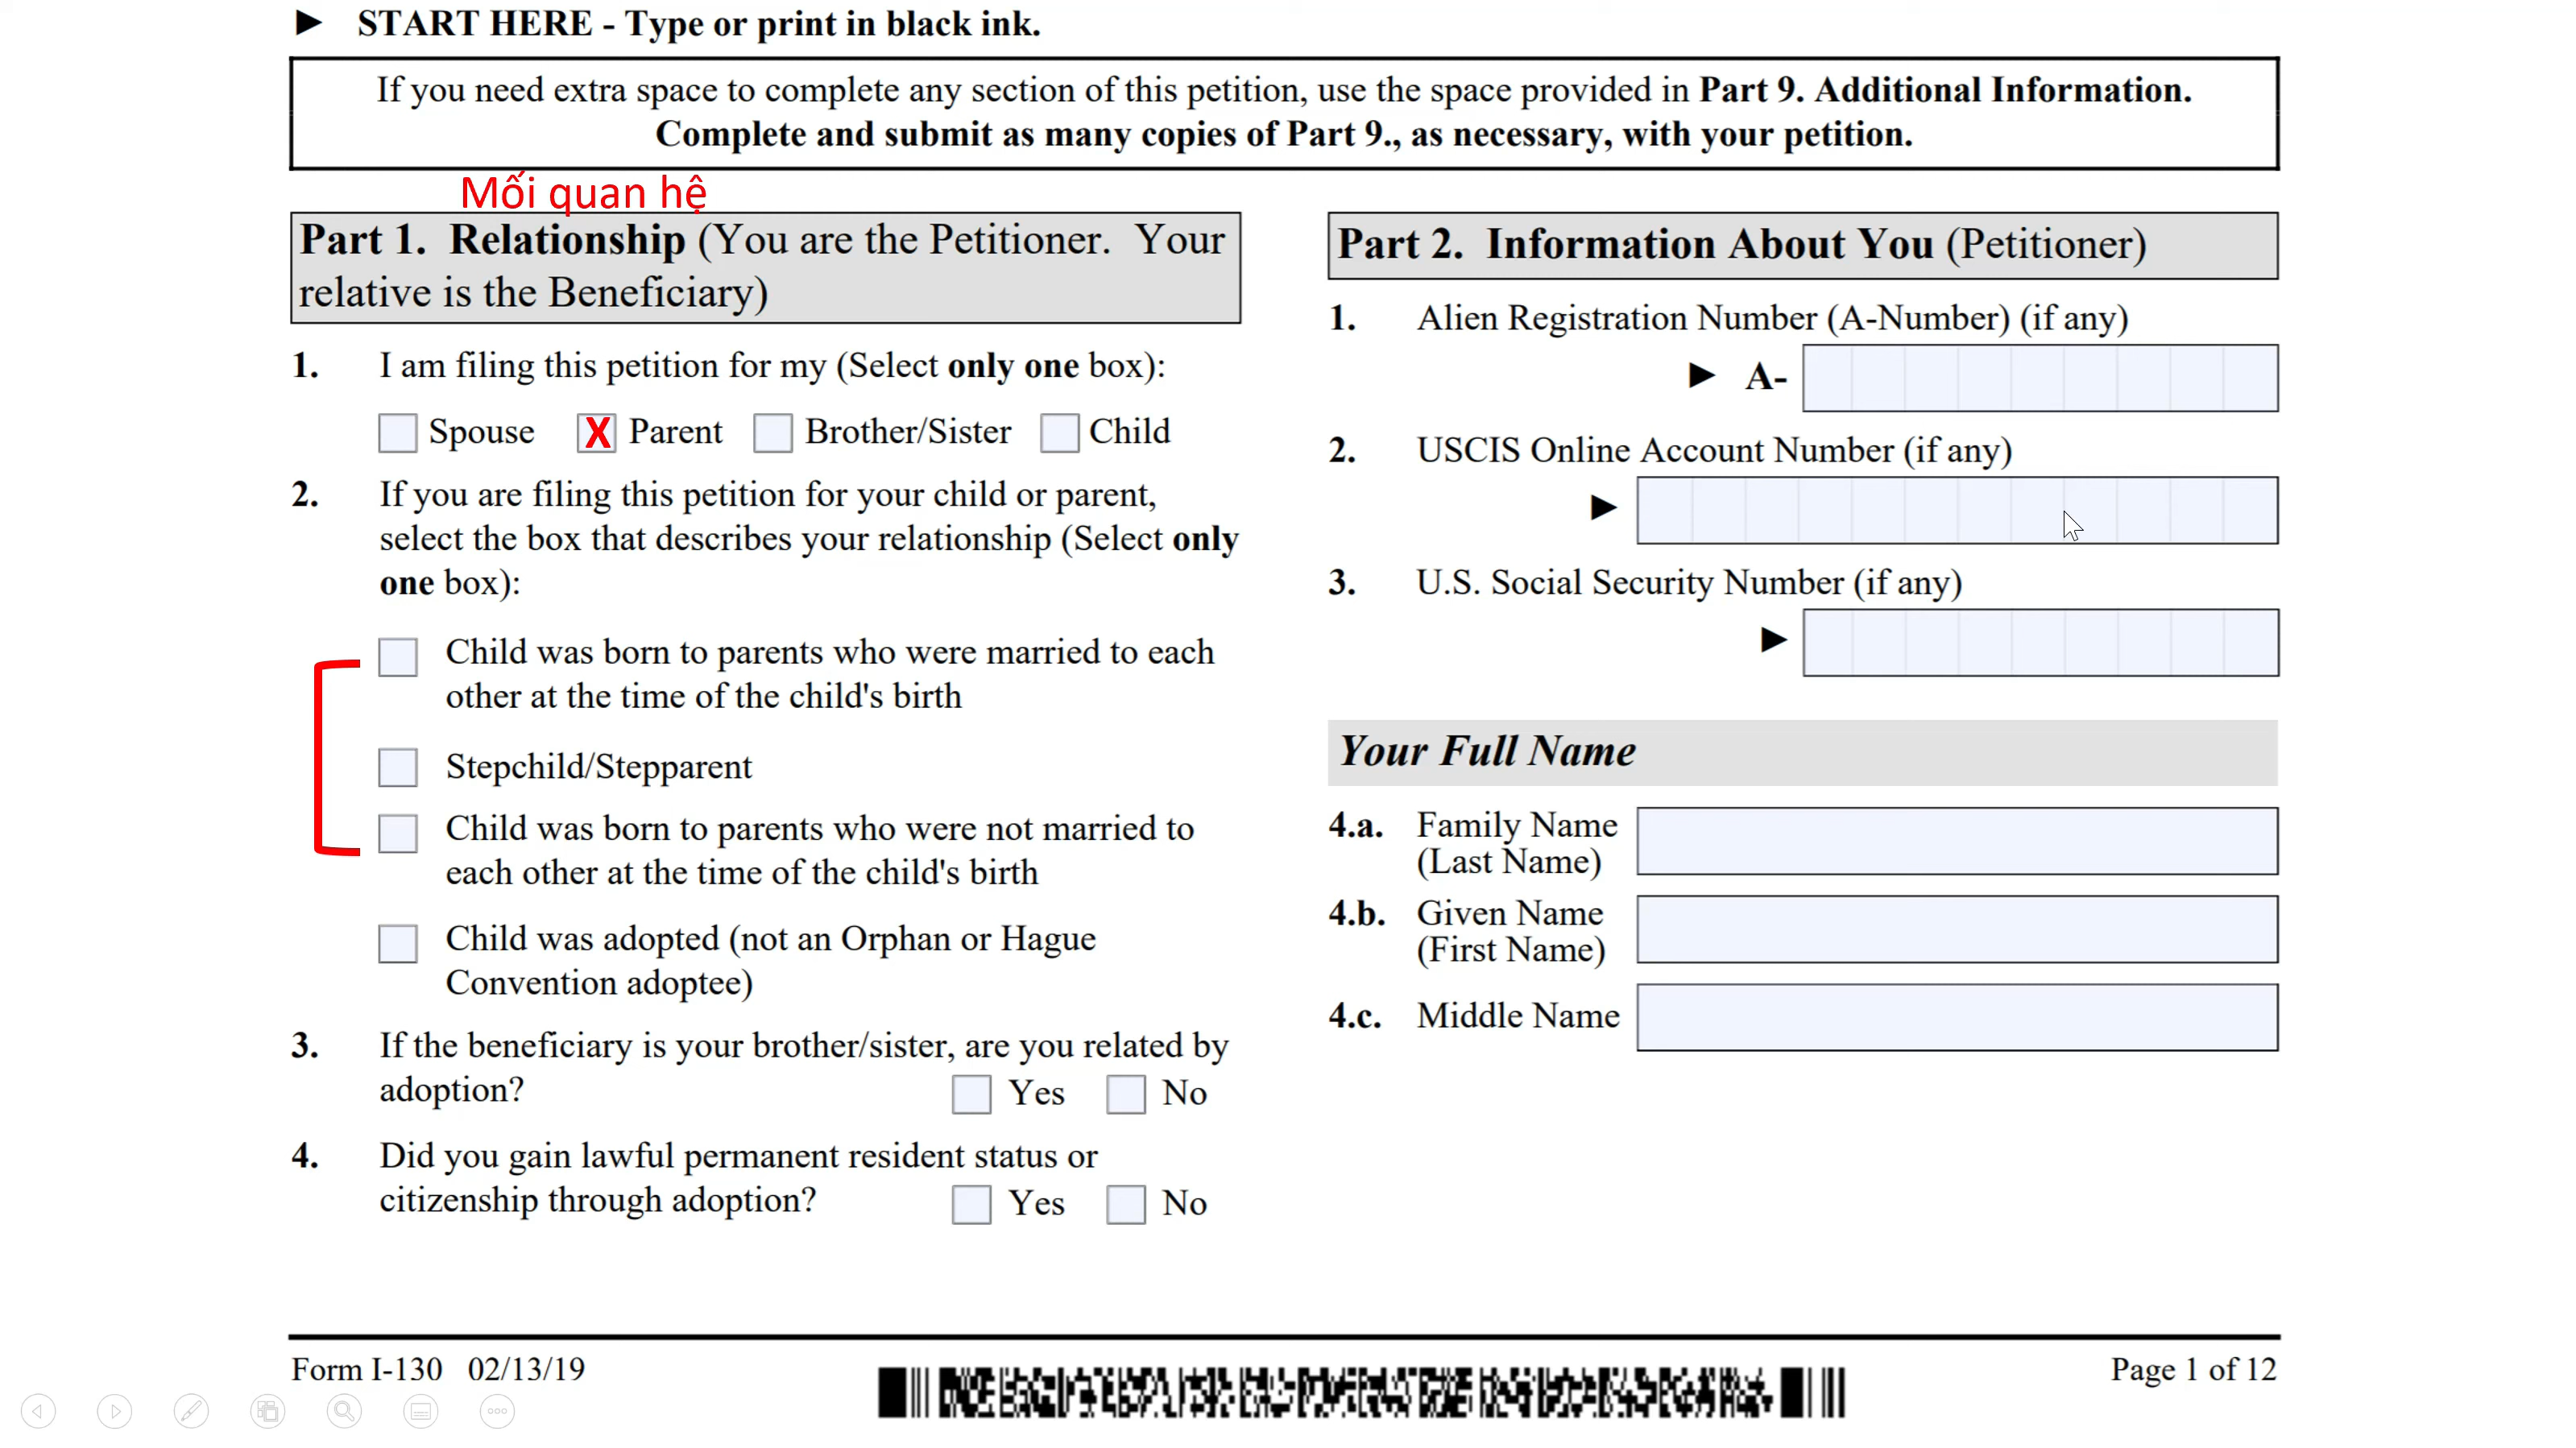 ► START HERE - Type or print in black ink.
If you need extra space to complete any section of this petition, use the space provided in Part 9. Additional Information.
Complete and submit as many copies of Part 9., as necessary, with your petition.
Mối quan hệ
Part 1. Relationship (You are the Petitioner. Your
relative is the Beneficiary)
1. I am filing this petition for my (Select only one box):
Spouse X Parent Brother/Sister Child
2. If you are filing this petition for your child or parent,
select the box that describes your relationship (Select only
one box):
Child was born to parents who were married to each
other at the time of the child's birth
Stepchild/Stepparent
Child was born to parents who were not married to
each other at the time of the child's birth
Child was adopted (not an Orphan or Hague
Convention adoptee)
3. If the beneficiary is your brother/sister, are you related by
adoption? Yes No
4. Did you gain lawful permanent resident status or
citizenship through adoption? Yes No
Part 2. Information About You (Petitioner)
1. Alien Registration Number (A-Number) (if any)
► A-
2. USCIS Online Account Number (if any)
►
3. U.S. Social Security Number (if any)
►
Your Full Name
4.a. Family Name
(Last Name)
4.b. Given Name
(First Name)
4.c. Middle Name
Form I-130 02/13/19
Page 1 of 12